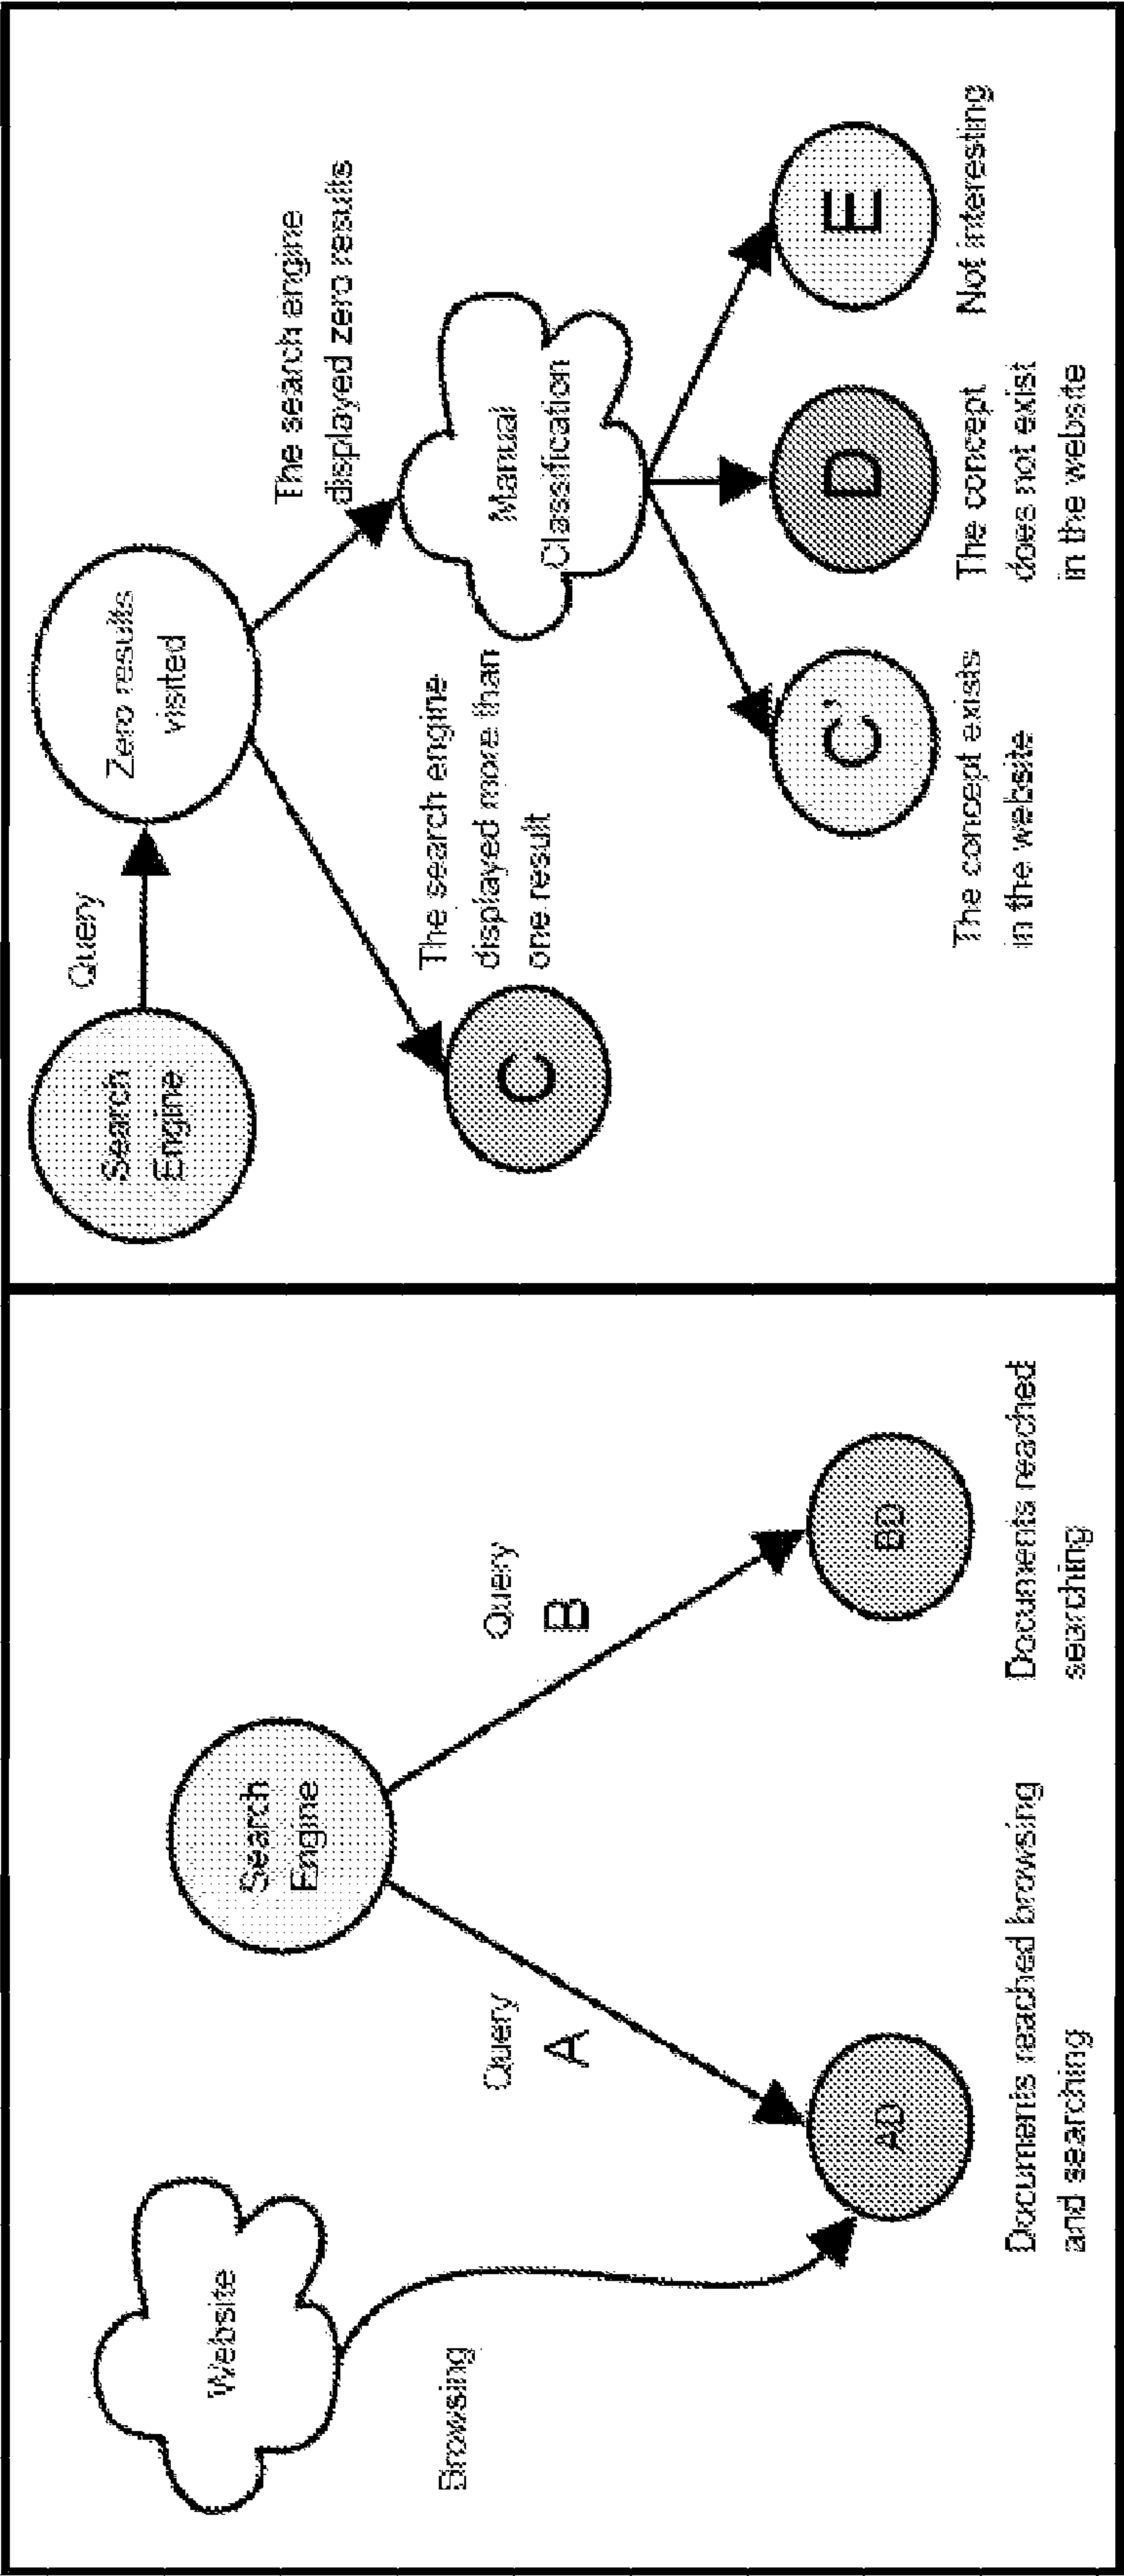 Website
Browsing
Search
Engine
Query
A
Query
B
AD
BD
Documents reached browsing
and searching
Documents reached
searching
Search
Engine
Query
Zero results
visited
The search engine
displayed more than
one result
The search engine
displayed zero results
C
Manual
Classification
C'
D
E
The concept exists
in the website
The concept
does not exist
in the website
Not interesting